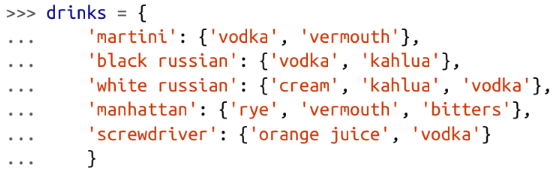 >>> drinks = {
...     'martini': {'vodka', 'vermouth'},
...     'black russian': {'vodka', 'kahlua'},
...     'white russian': {'cream', 'kahlua', 'vodka'},
...     'manhattan': {'rye', 'vermouth', 'bitters'},
...     'screwdriver': {'orange juice', 'vodka'}
...     }